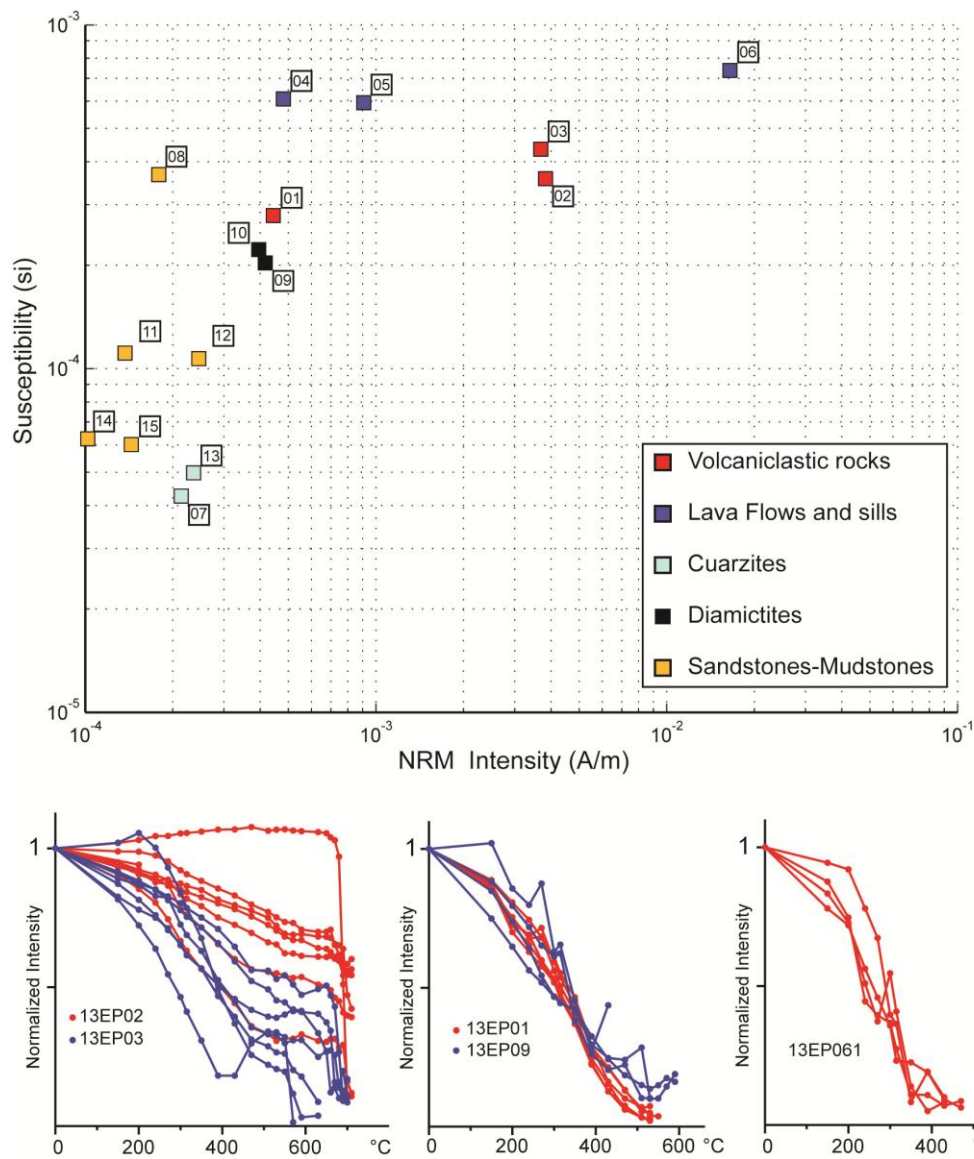 10⁻³
06
04
05
03
08
02
01
10
09
11
12
10⁻⁴
14
15
13
07
Susceptibility (si)
Volcaniclastic rocks
Lava Flows and sills
Cuarzites
Diamictites
Sandstones-Mudstones
10⁻⁵
10⁻⁴
10⁻³
10⁻²
10⁻¹
NRM Intensity (A/m)
1
Normalized Intensity
13EP02
13EP03
0
200
400
600
°C
1
Normalized Intensity
13EP01
13EP09
0
200
400
600
°C
1
Normalized Intensity
13EP061
0
200
400